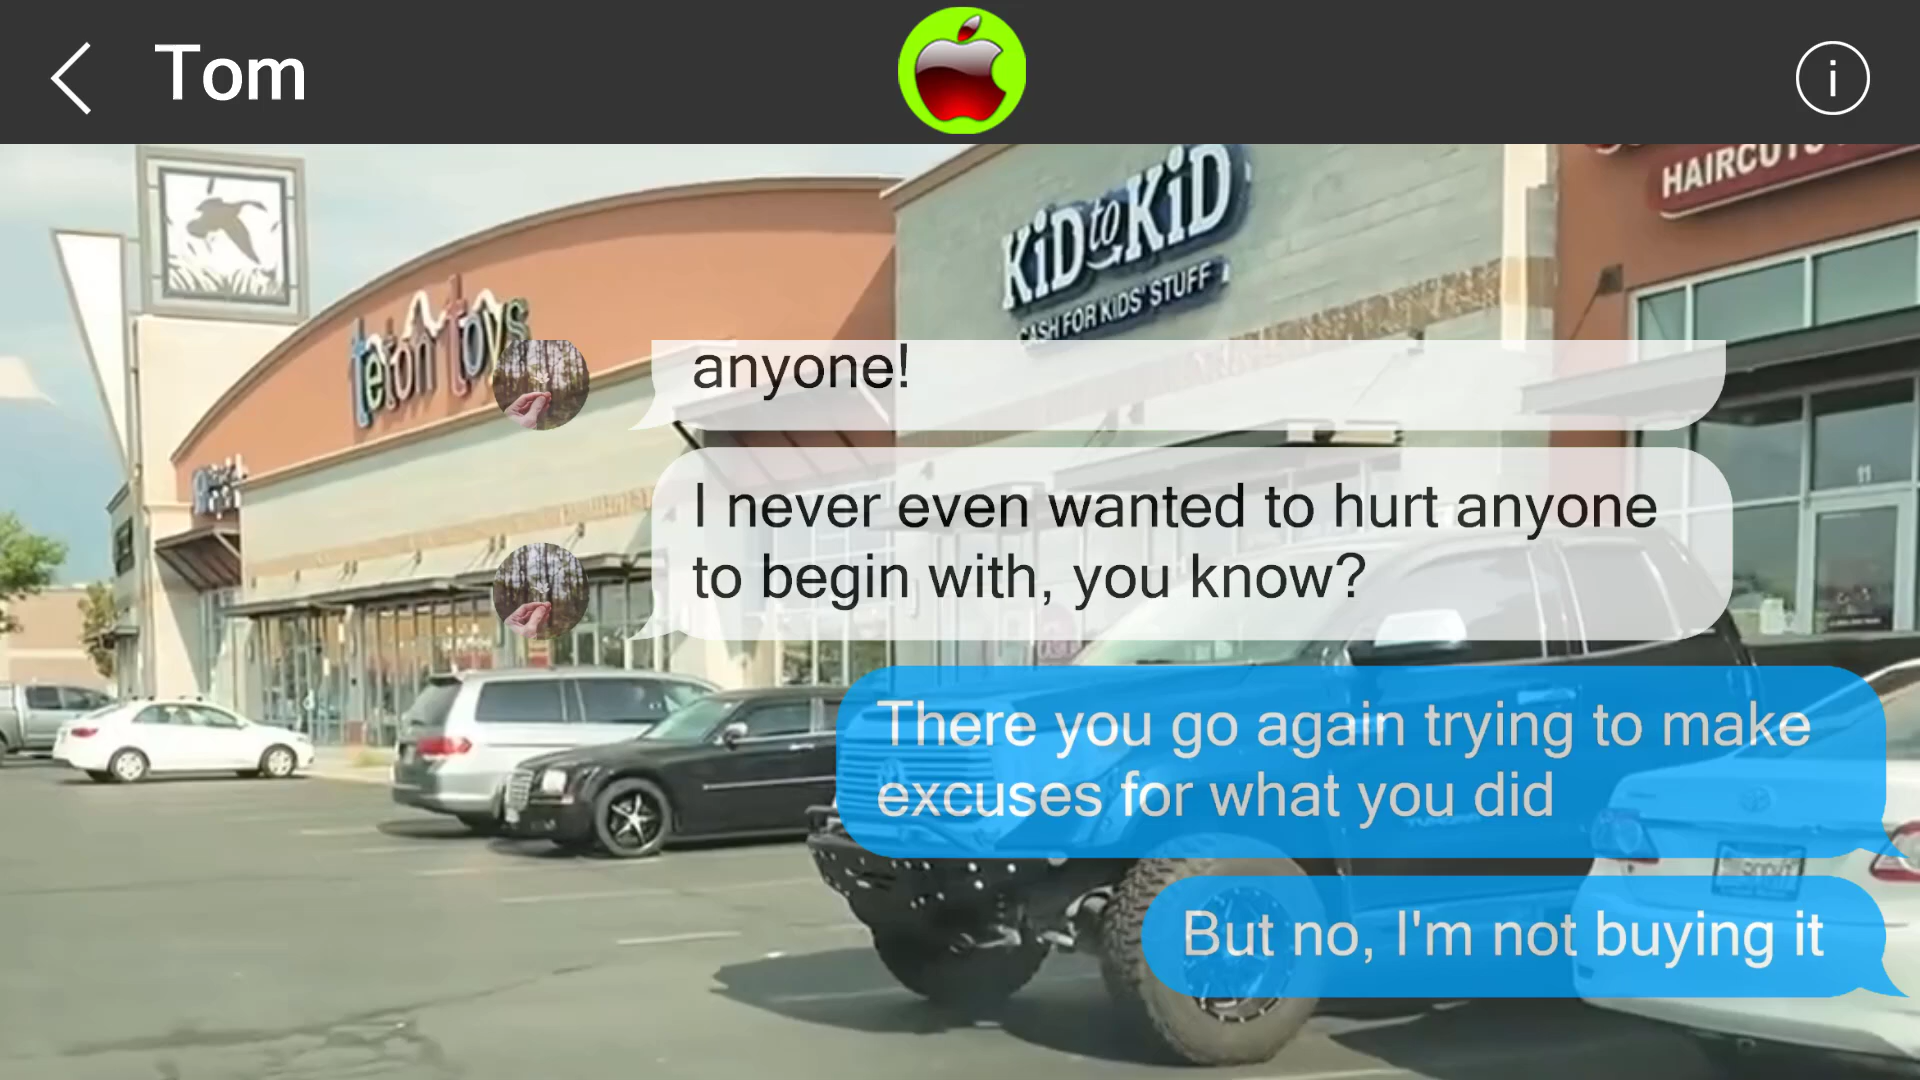 Tom
i
HAIRCUTS
KiD to KiD
CASH FOR KIDS' STUFF
teton toys
anyone!
11
I never even wanted to hurt anyone
to begin with, you know?
There you go again trying to make
excuses for what you did
But no, I'm not buying it